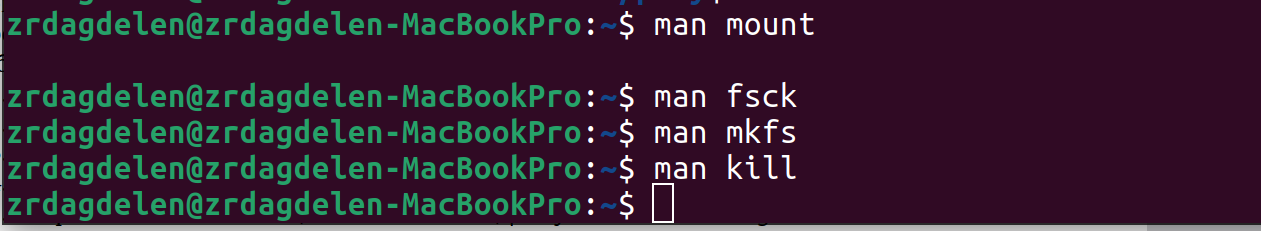 zrdagdelen@zrdagdelen-MacBookPro:~$ man mount
zrdagdelen@zrdagdelen-MacBookPro:~$ man fsck
zrdagdelen@zrdagdelen-MacBookPro:~$ man mkfs
zrdagdelen@zrdagdelen-MacBookPro:~$ man kill
zrdagdelen@zrdagdelen-MacBookPro:~$